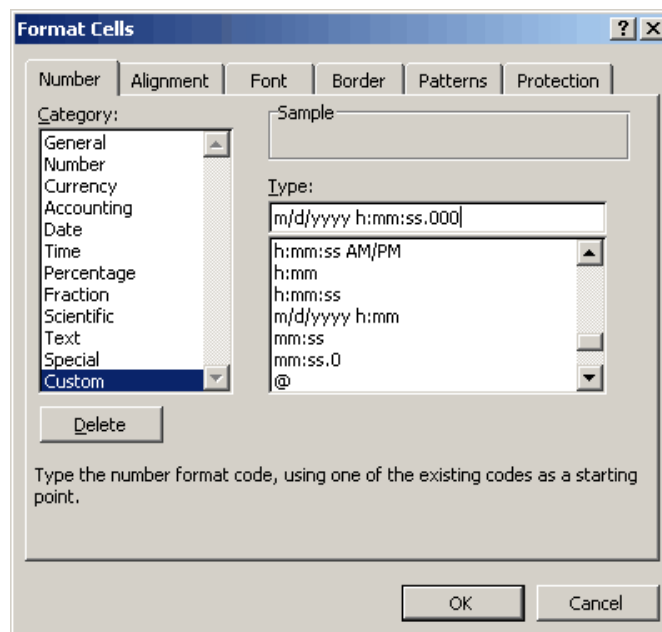 Format Cells
Number Alignment Font Border Patterns Protection
Category:
General
Number
Currency
Accounting
Date
Time
Percentage
Fraction
Scientific
Text
Special
Custom
Sample
Type:
m/d/yyyy h:mm:ss.000
h:mm:ss AM/PM
h:mm
h:mm:ss
m/d/yyyy h:mm
mm:ss
mm:ss.0
@
Delete
Type the number format code, using one of the existing codes as a starting
point.
OK Cancel